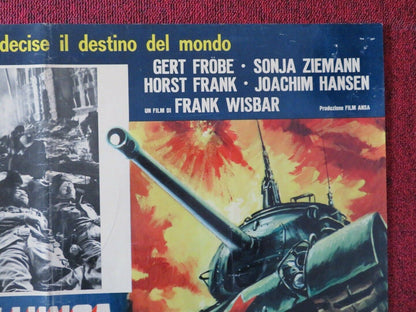 decise il destino del mondo
GERT FRÖBE · SONJA ZIEMANN
HORST FRANK · JOACHIM HANSEN
UN FILM DI FRANK WISBAR
Produzione FILM ANSA